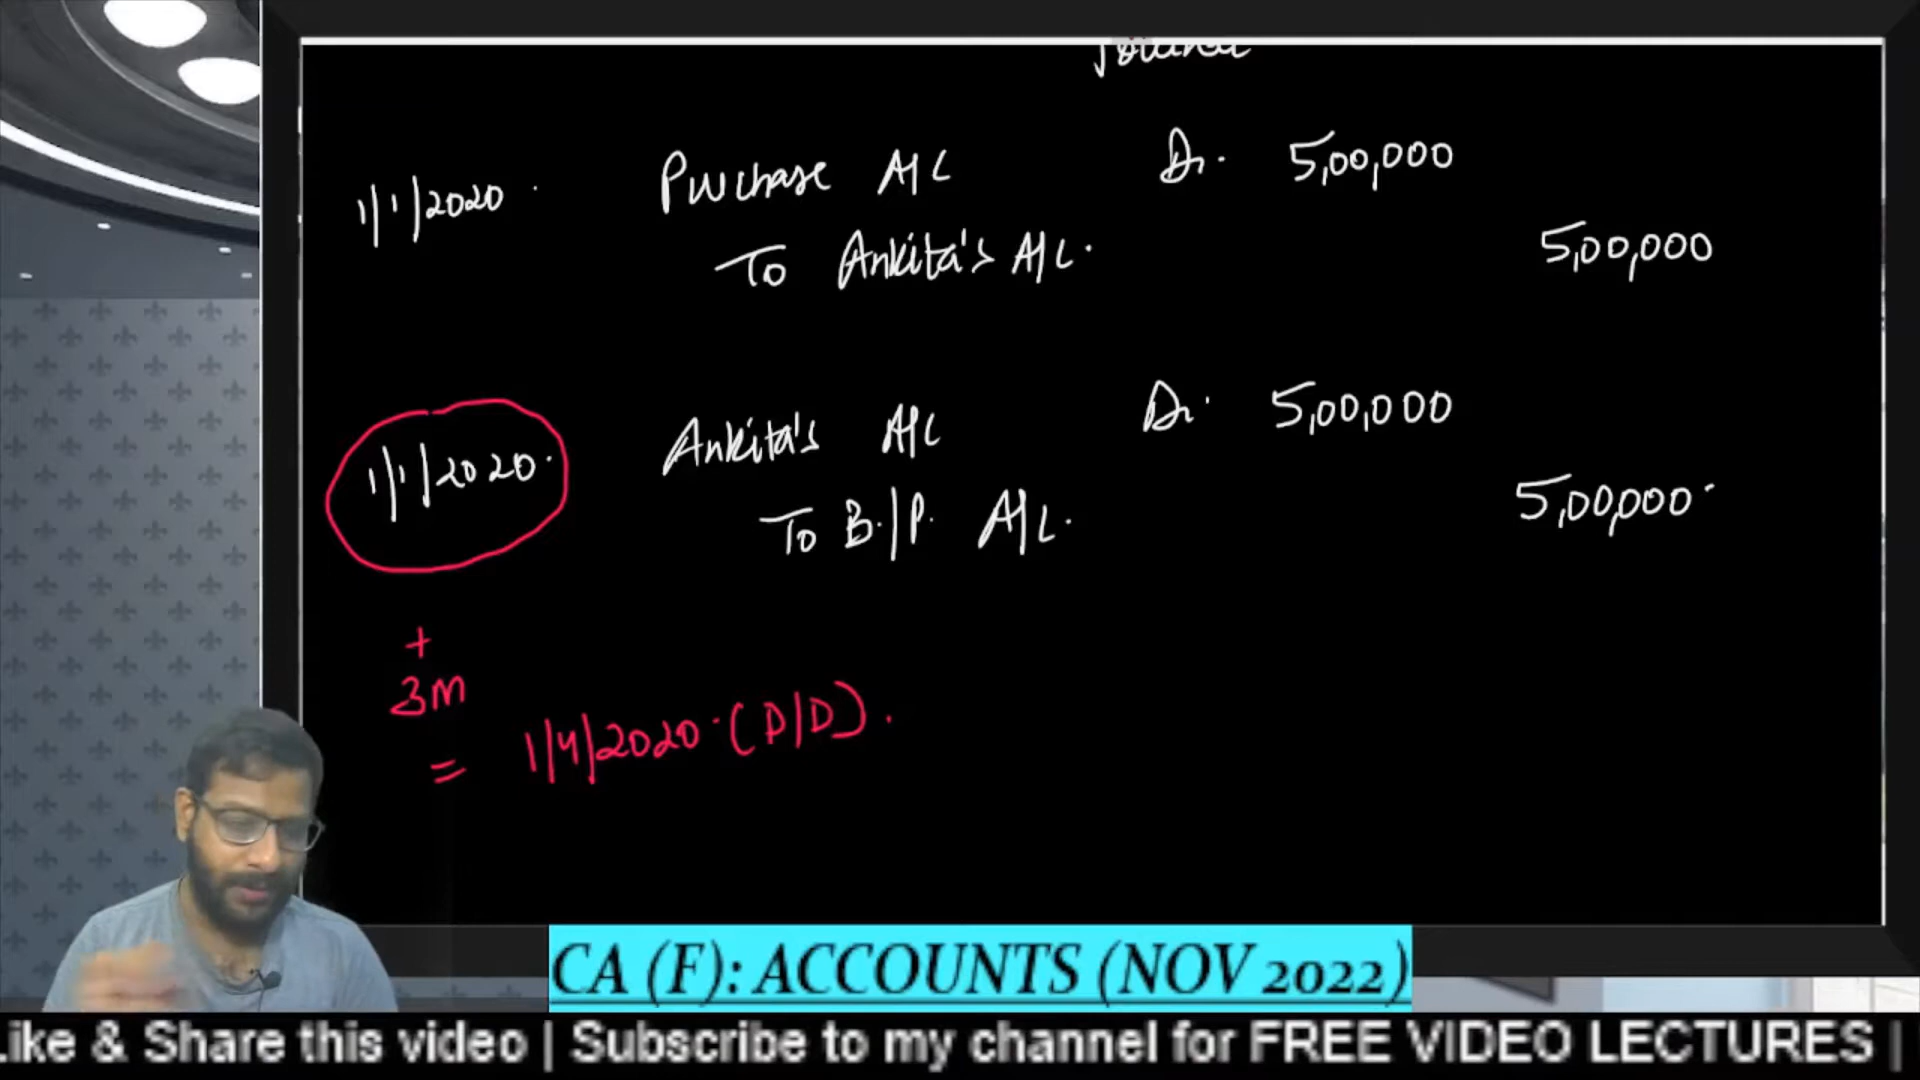 Journal
1/1/2020. Purchase A/C Dr. 5,00,000
To Ankita's A/C. 5,00,000
1/1/2020. Ankita's A/C Dr. 5,00,000
To B/P. A/C. 5,00,000.
+
3M
= 1/4/2020. (D/D).
CA (F): ACCOUNTS (NOV 2022)
Like & Share this video | Subscribe to my channel for FREE VIDEO LECTURES |